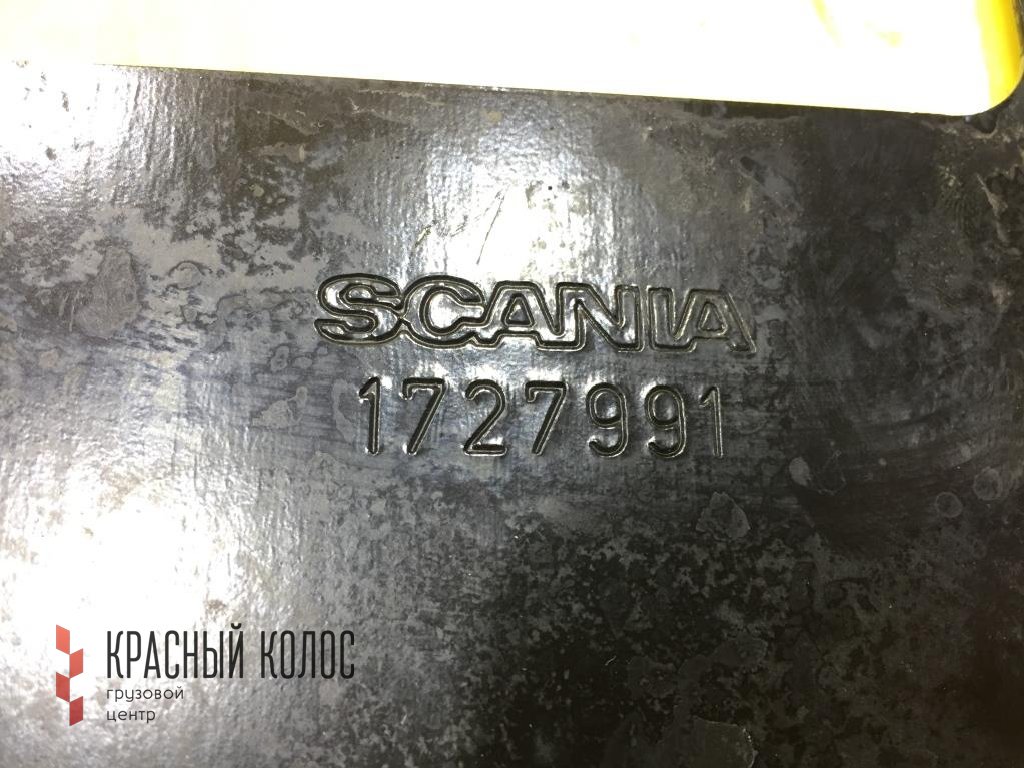 SCANIA
1727991
КРАСНЫЙ КОЛОС
грузовой
центр